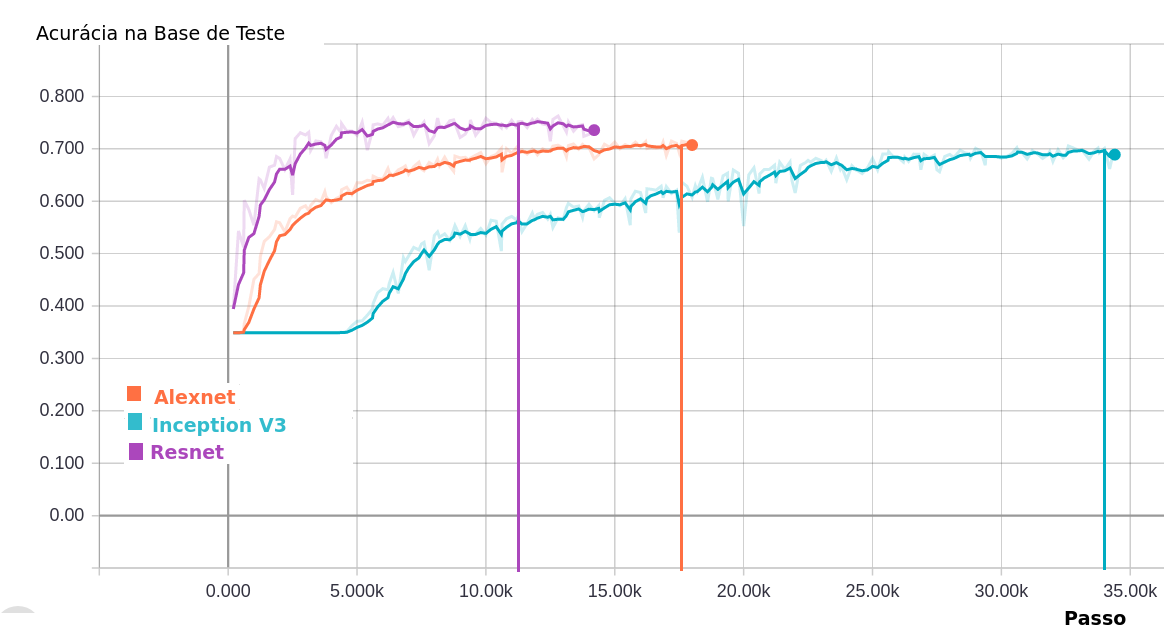 Acurácia na Base de Teste
0.800
0.700
0.600
0.500
0.400
0.300
0.200
0.100
0.00
Alexnet
Inception V3
Resnet
0.000 5.000k 10.00k 15.00k 20.00k 25.00k 30.00k 35.00k
Passo